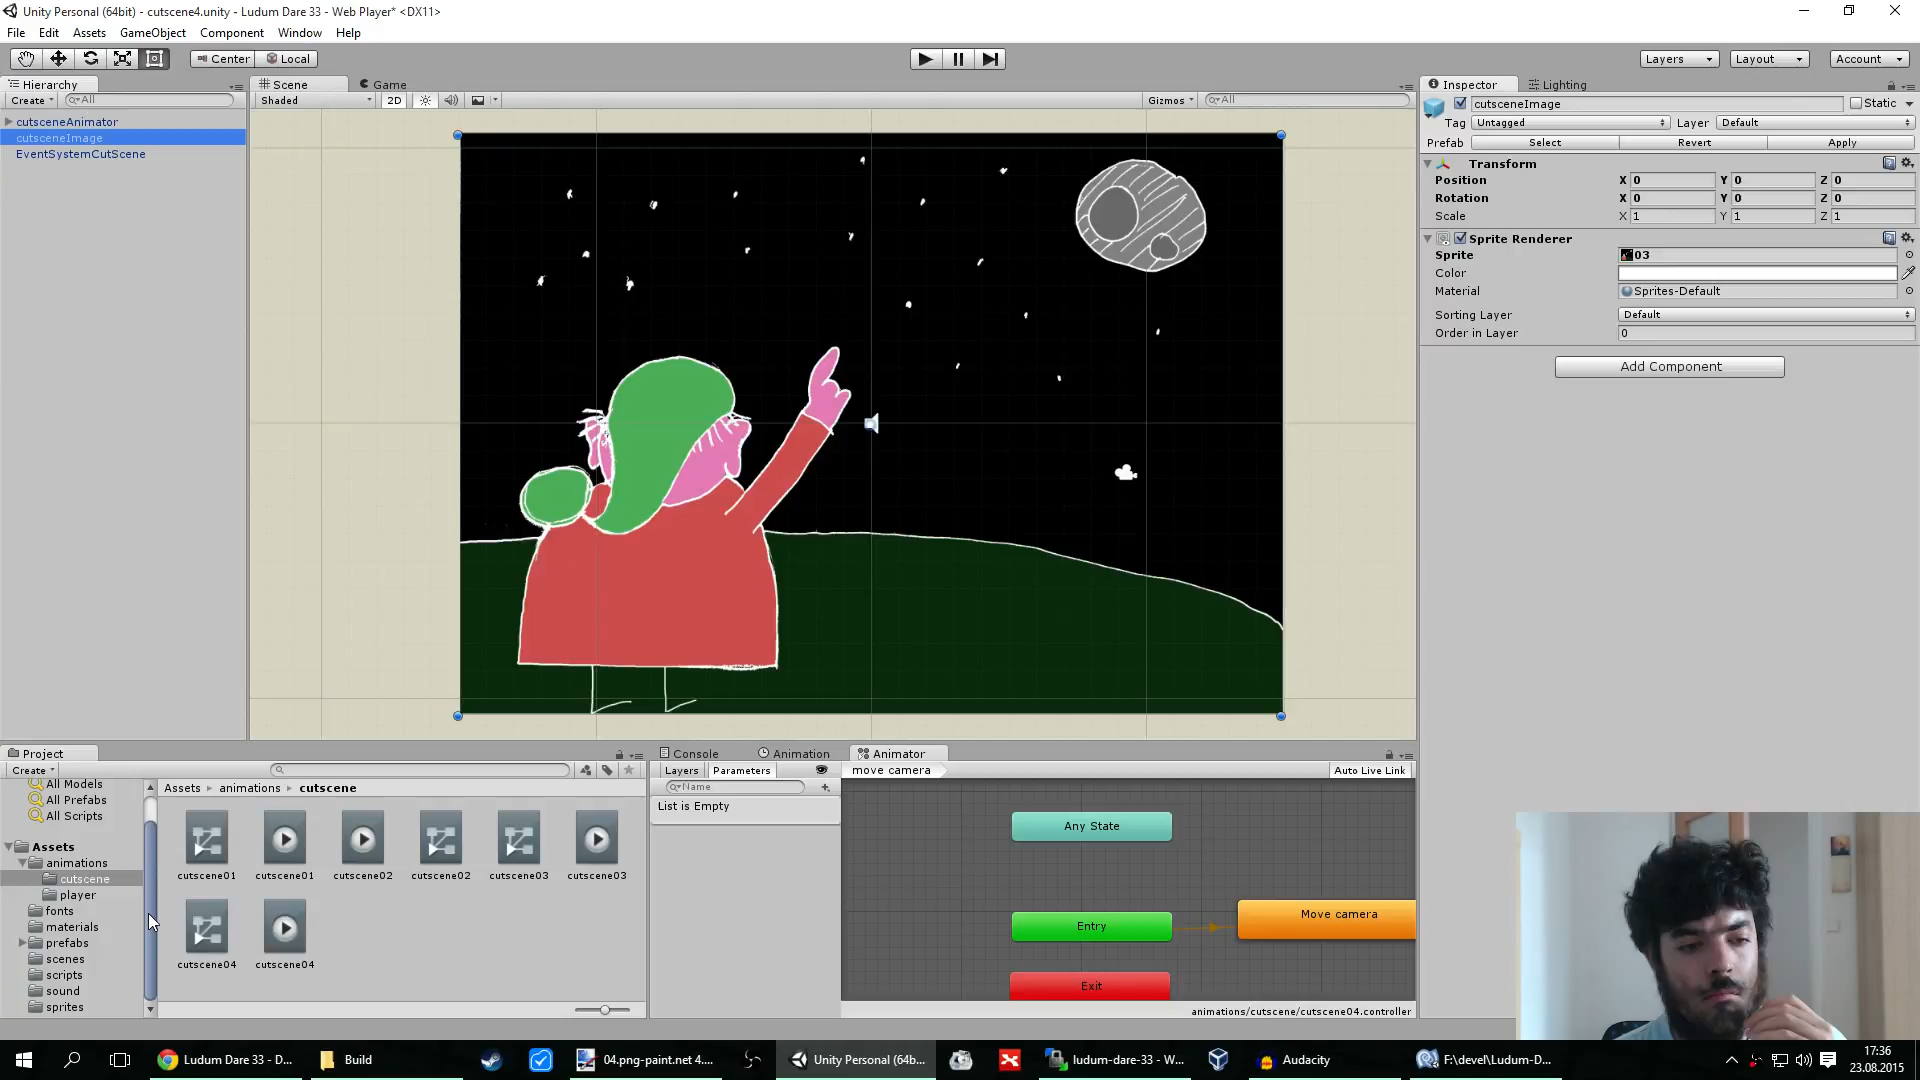 Unity Personal (64bit) - cutscene4.unity - Ludum Dare 33 - Web Player* <DX11>
File Edit Assets GameObject Component Window Help
Center Local Layers Layout Account
Hierarchy
Create All
cutsceneAnimator
cutsceneImage
EventSystemCutScene
Scene Game
Shaded 2D Gizmos All
Inspector Lighting
cutsceneImage Static
Tag Untagged Layer Default
Prefab Select Revert Apply
Transform
Position X 0 Y 0 Z 0
Rotation X 0 Y 0 Z 0
Scale X 1 Y 1 Z 1
Sprite Renderer
Sprite 03
Color
Material Sprites-Default
Sorting Layer Default
Order in Layer 0
Add Component
Project
Create
All Models
All Prefabs
All Scripts
Assets
animations
cutscene
player
fonts
materials
prefabs
scenes
scripts
sound
sprites
Assets animations cutscene
cutscene01 cutscene01 cutscene02 cutscene02 cutscene03 cutscene03
cutscene04 cutscene04
Console Animation Animator
Layers Parameters move camera Auto Live Link
Name
List is Empty
Any State
Entry
Move camera
Exit
animations/cutscene/cutscene04.controller
Ludum Dare 33 - D... Build 04.png-paint.net 4.... Unity Personal (64b... ludum-dare-33 - W... Audacity F:\devel\Ludum-D...
17:36
23.08.2015